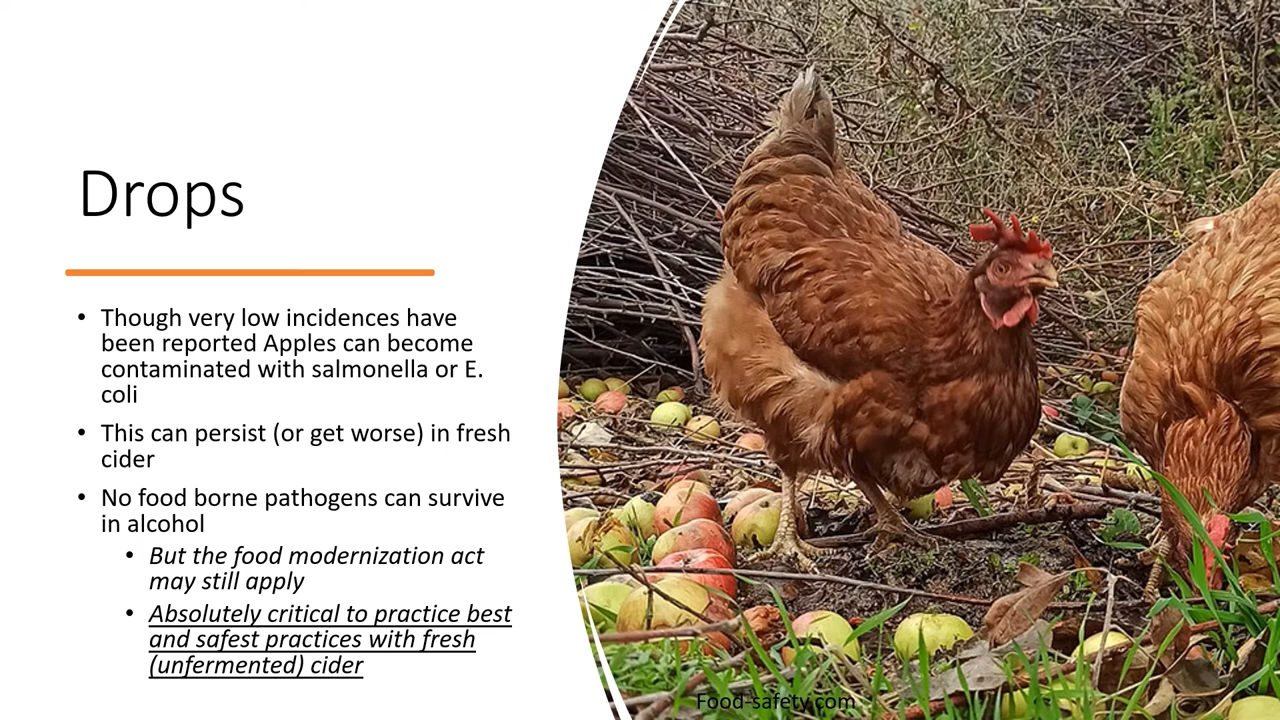 Drops
• Though very low incidences have
been reported Apples can become
contaminated with salmonella or E.
coli
• This can persist (or get worse) in fresh
cider
• No food borne pathogens can survive
in alcohol
• But the food modernization act
may still apply
• Absolutely critical to practice best
and safest practices with fresh
(unfermented) cider
Food-safety.com